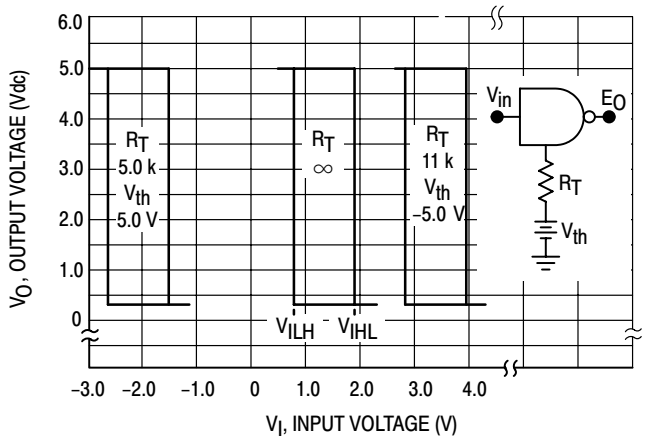 6.0
5.0
4.0
3.0
2.0
1.0
0
VO, OUTPUT VOLTAGE (Vdc)
RT
5.0 k
Vth
5.0 V
RT
∞
RT
11 k
Vth
−5.0 V
Vin
EO
RT
Vth
VILH
VIHL
−3.0 −2.0 −1.0 0 1.0 2.0 3.0 4.0
VI, INPUT VOLTAGE (V)